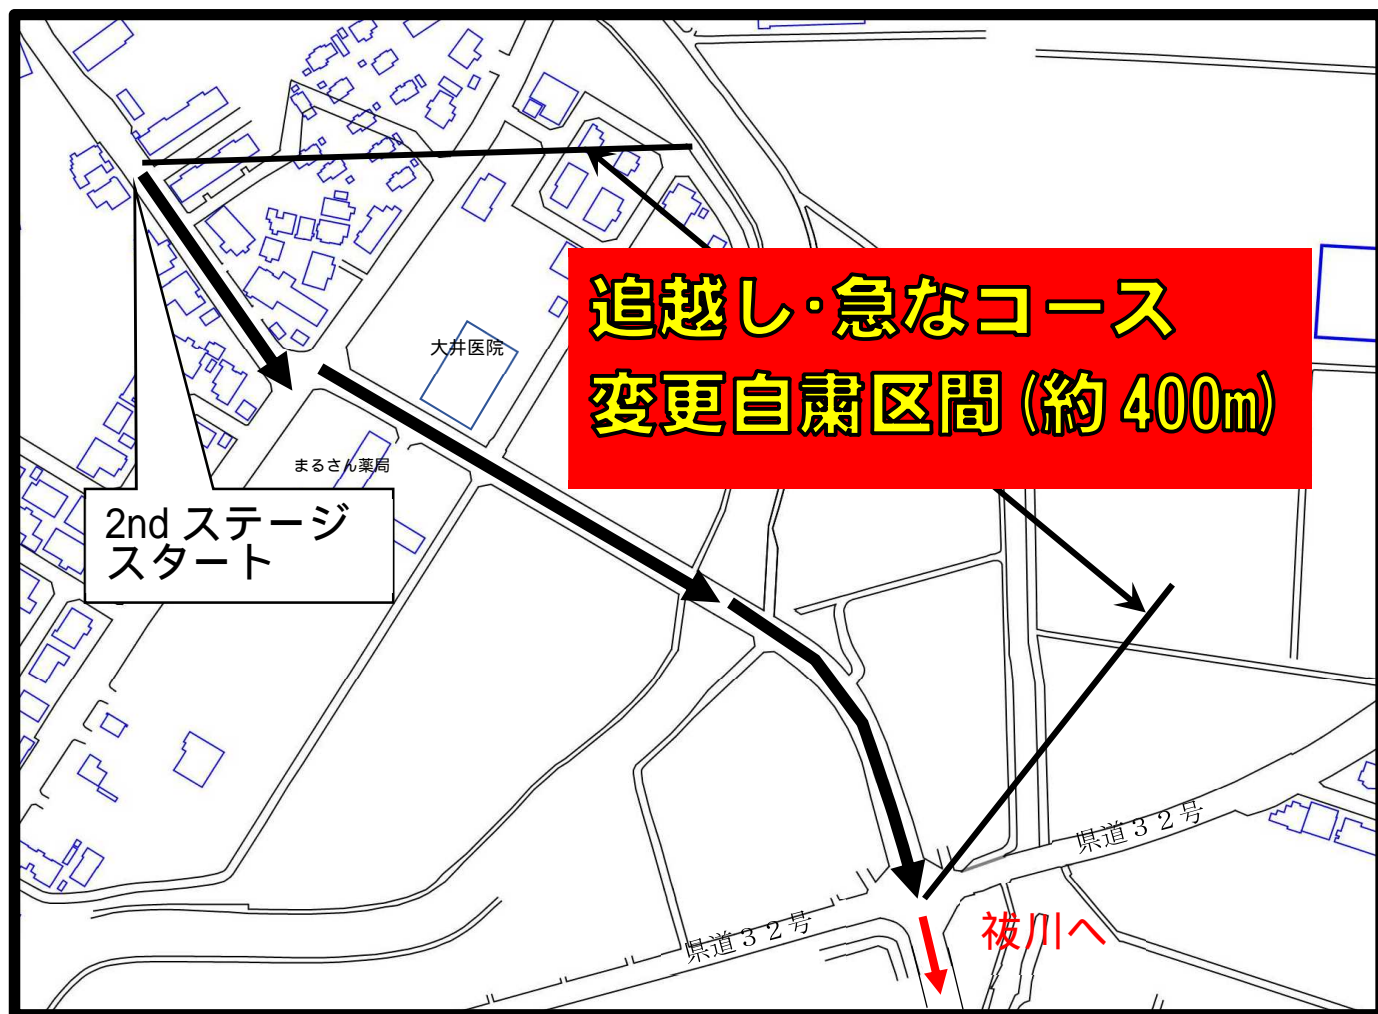 追越し・急なコース
変更自粛区間(約400m)
大井医院
まるさん薬局
2nd ステージ
スタート
県道32号
県道32号
祓川へ